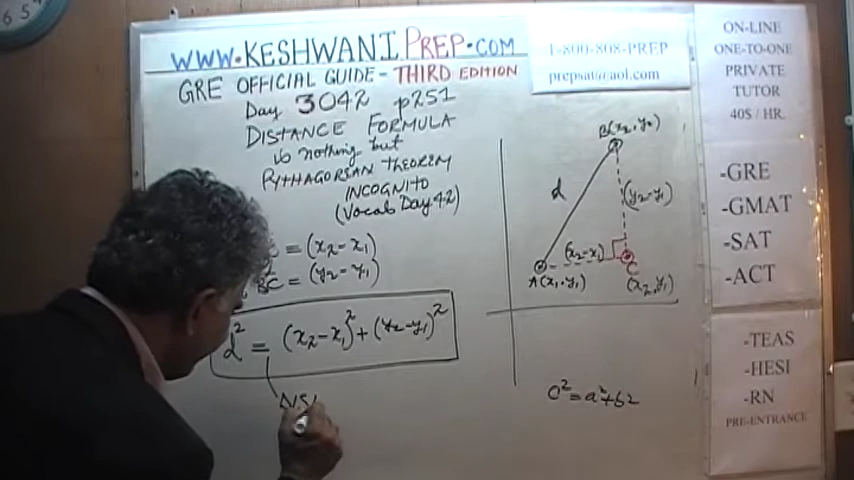 WWW.KESHWANIPREP.COM
GRE OFFICIAL GUIDE - THIRD EDITION
Day 3042 p251
DISTANCE FORMULA
is nothing but
PYTHAGOREAN THEOREM
INCOGNITO
(Vocab Day 42)
= (x₂-x₁)
BC = (y₂-y₁)
d² = (x₂-x₁)² + (y₂-y₁)²
1-800-808-PREP
prepsat@aol.com
B(x₂,y₂)
d
(y₂-y₁)
(x₂-x₁)
C
A(x₁,y₁)
(x₂,y₁)
c²=a²+b2
ON-LINE
ONE-TO-ONE
PRIVATE
TUTOR
40$ / HR.
-GRE
-GMAT
-SAT
-ACT
-TEAS
-HESI
-RN
PRE-ENTRANCE
6 5